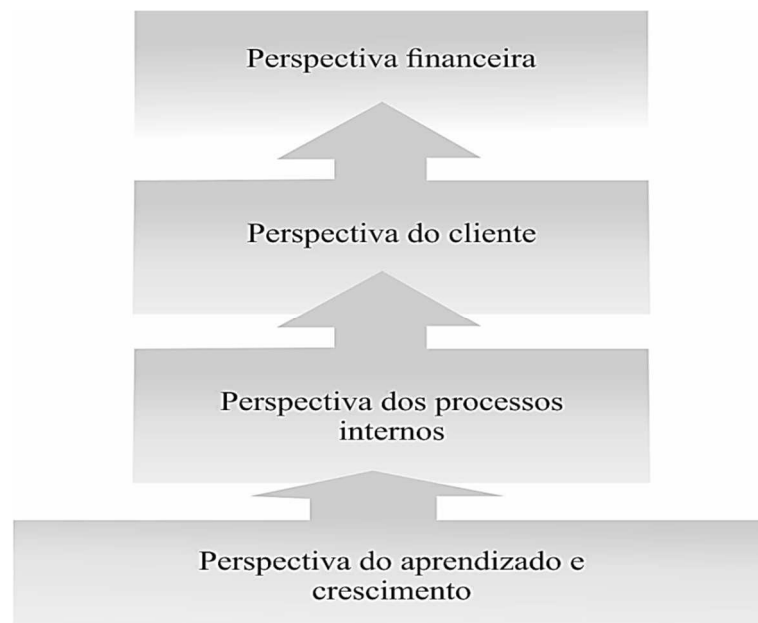 Perspectiva financeira
Perspectiva do cliente
Perspectiva dos processos
internos
Perspectiva do aprendizado e
crescimento